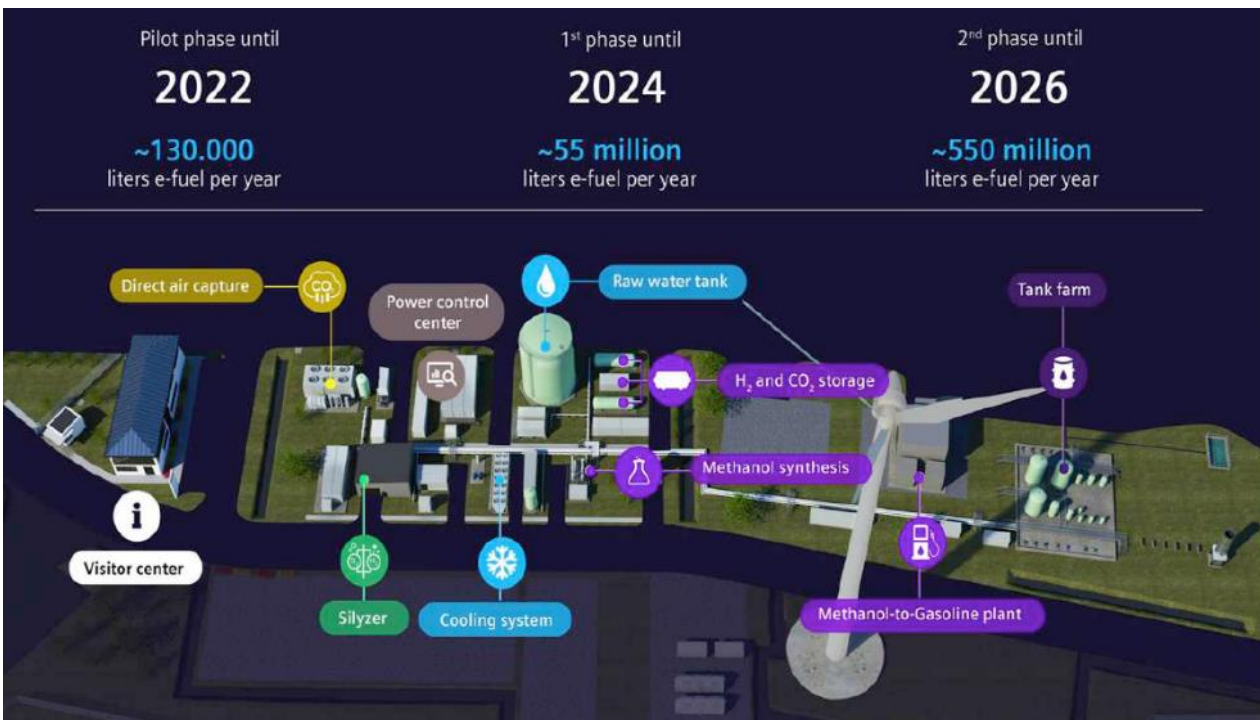 Pilot phase until
2022
~130.000
liters e-fuel per year
1st phase until
2024
~55 million
liters e-fuel per year
2nd phase until
2026
~550 million
liters e-fuel per year
Direct air capture
CO2
Power control
center
Raw water tank
Tank farm
H2 and CO2 storage
Methanol synthesis
i
Visitor center
Silyzer
Cooling system
Methanol-to-Gasoline plant